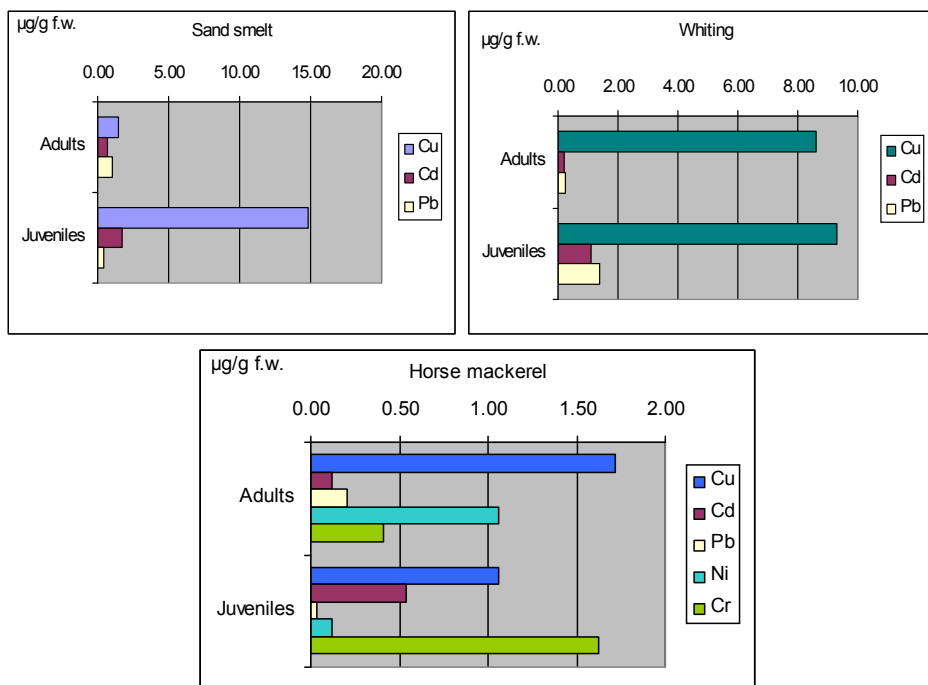 µg/g f.w.
Sand smelt
0.00 5.00 10.00 15.00 20.00
Adults
Juveniles
Cu
Cd
Pb
µg/g f.w.
Whiting
0.00 2.00 4.00 6.00 8.00 10.00
Adults
Juveniles
Cu
Cd
Pb
µg/g f.w.
Horse mackerel
0.00 0.50 1.00 1.50 2.00
Adults
Juveniles
Cu
Cd
Pb
Ni
Cr